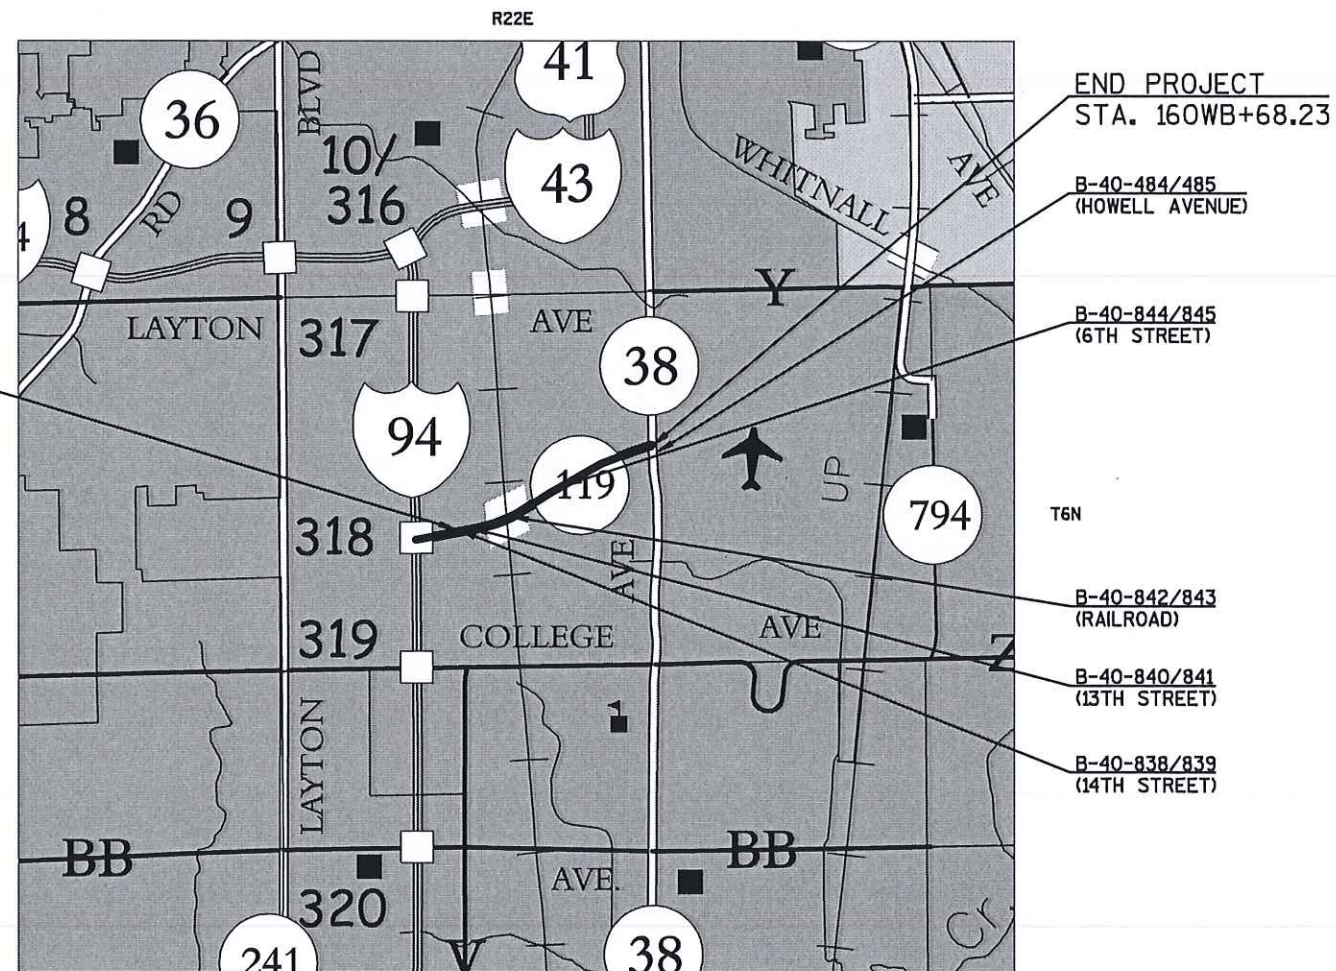 R22E
41
END PROJECT
STA. 160WB+68.23
36
BLVD
10/
316
43
WHITNALL
AVE
B-40-484/485
(HOWELL AVENUE)
8
RD
9
4
Y
LAYTON
AVE
317
38
B-40-844/845
(6TH STREET)
94
119
UP
794
T6N
318
AVE
B-40-842/843
(RAILROAD)
319
COLLEGE
AVE
Z
B-40-840/841
(13TH STREET)
LAYTON
B-40-838/839
(14TH STREET)
BB
BB
AVE.
320
Cr.
241
V
38